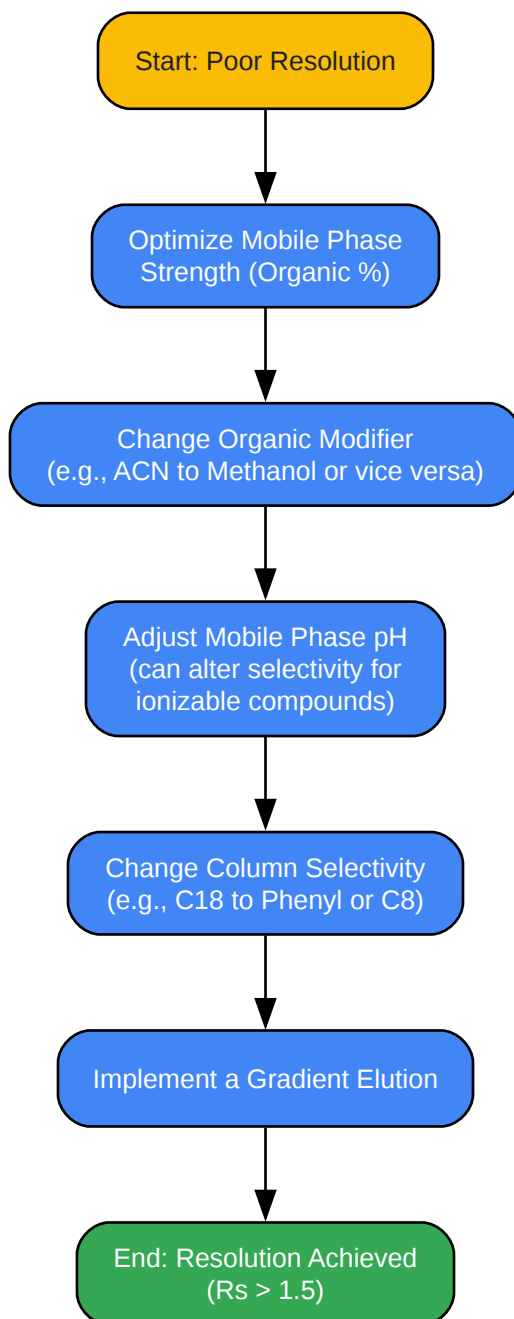 Start: Poor Resolution
Optimize Mobile Phase
Strength (Organic %)
Change Organic Modifier
(e.g., ACN to Methanol or vice versa)
Adjust Mobile Phase pH
(can alter selectivity for
ionizable compounds)
Change Column Selectivity
(e.g., C18 to Phenyl or C8)
Implement a Gradient Elution
End: Resolution Achieved
(Rs > 1.5)